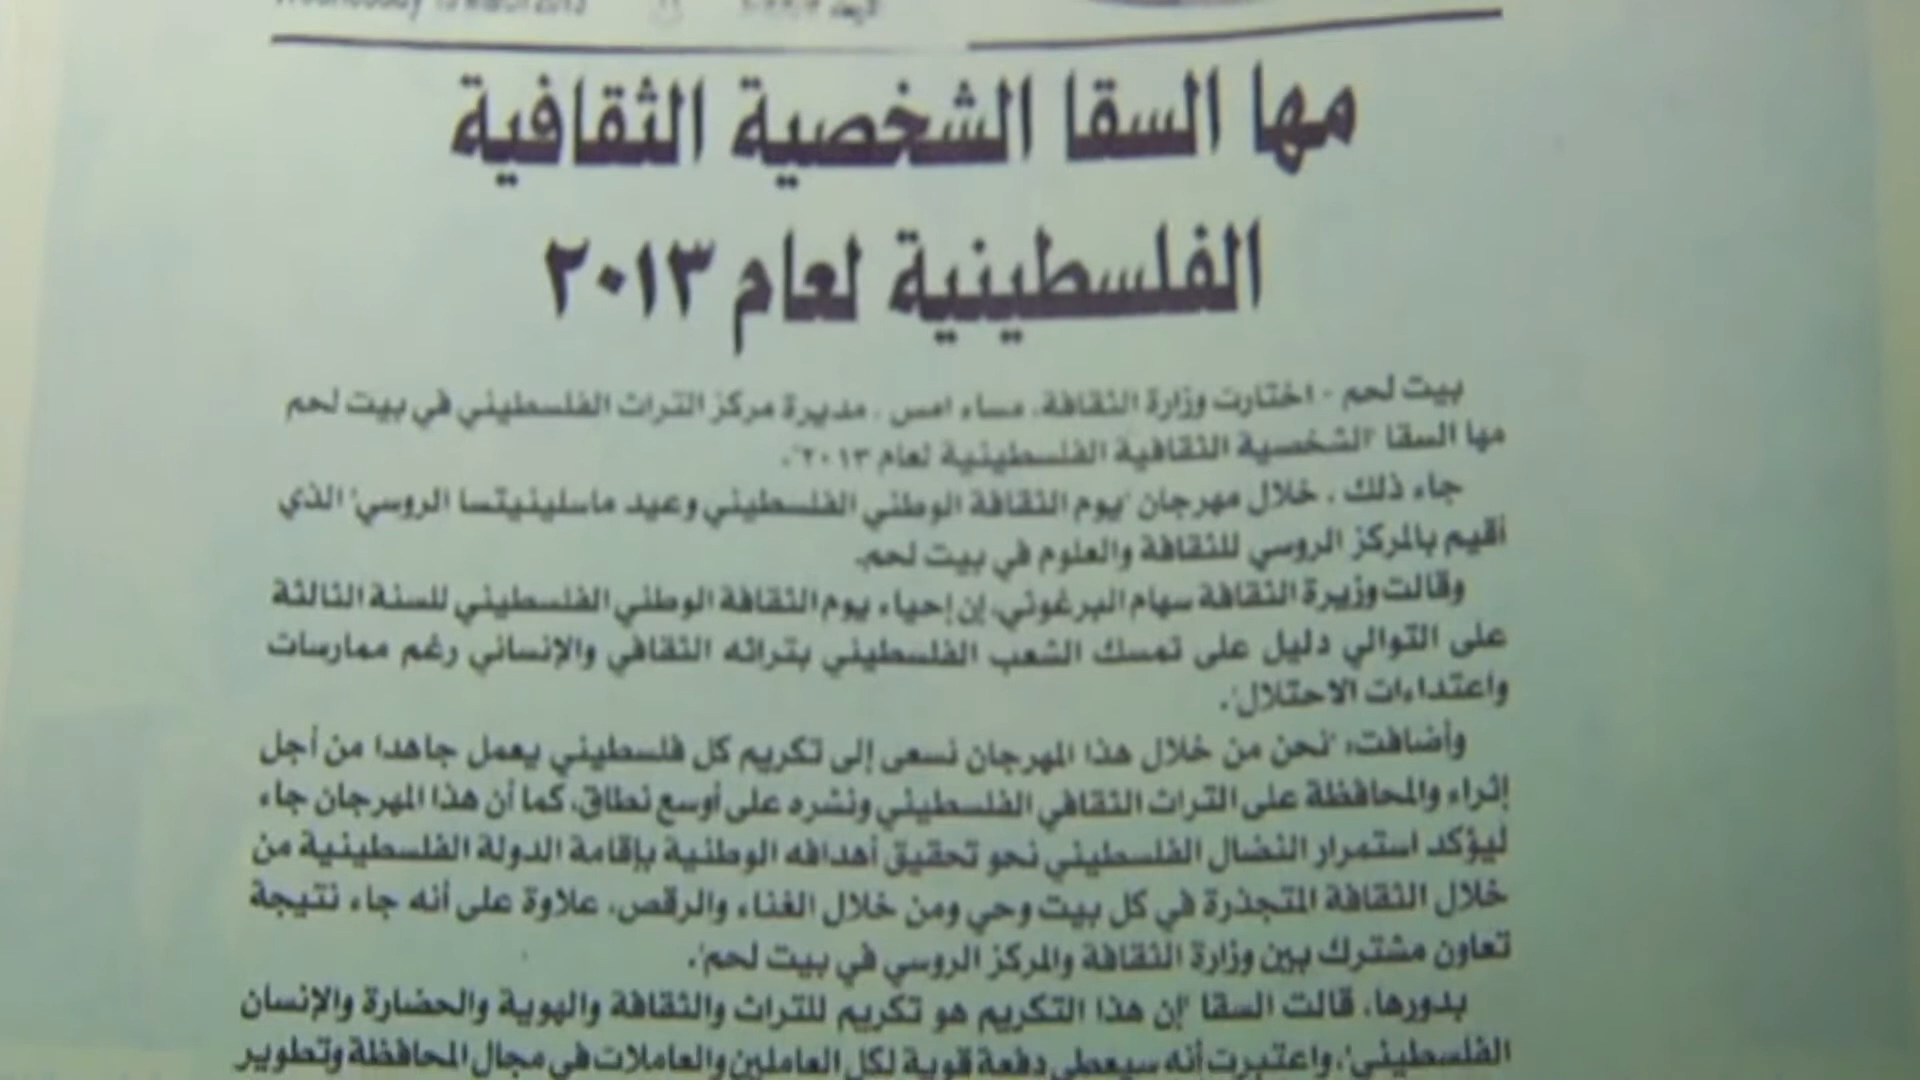 Wednesday 13 March 2013
مها السقا الشخصية الثقافية
الفلسطينية لعام ٢٠١٣
بيت لحم - اختارت وزارة الثقافة، مساء امس ، مديرة مركز التراث الفلسطيني في بيت لحم
مها السقا "الشخصية الثقافية الفلسطينية لعام ٢٠١٣".
جاء ذلك ، خلال مهرجان "يوم الثقافة الوطني الفلسطيني وعيد ماسلينيتسا الروسي" الذي
أقيم بالمركز الروسي للثقافة والعلوم في بيت لحم.
وقالت وزيرة الثقافة سهام البرغوثي، إن إحياء يوم الثقافة الوطني الفلسطيني للسنة الثالثة
على التوالي دليل على تمسك الشعب الفلسطيني بتراثه الثقافي والإنساني رغم ممارسات
واعتداءات الاحتلال".
وأضافت: "نحن من خلال هذا المهرجان نسعى إلى تكريم كل فلسطيني يعمل جاهدا من أجل
إثراء والمحافظة على التراث الثقافي الفلسطيني ونشره على أوسع نطاق، كما أن هذا المهرجان جاء
ليؤكد استمرار النضال الفلسطيني نحو تحقيق أهدافه الوطنية بإقامة الدولة الفلسطينية من
خلال الثقافة المتجذرة في كل بيت وحي ومن خلال الغناء والرقص، علاوة على أنه جاء نتيجة
تعاون مشترك بين وزارة الثقافة والمركز الروسي في بيت لحم".
بدورها، قالت السقا "إن هذا التكريم هو تكريم للتراث والثقافة والهوية والحضارة والإنسان
الفلسطيني"، واعتبرت أنه سيعطي دفعة قوية لكل العاملين والعاملات في مجال المحافظة وتطوير